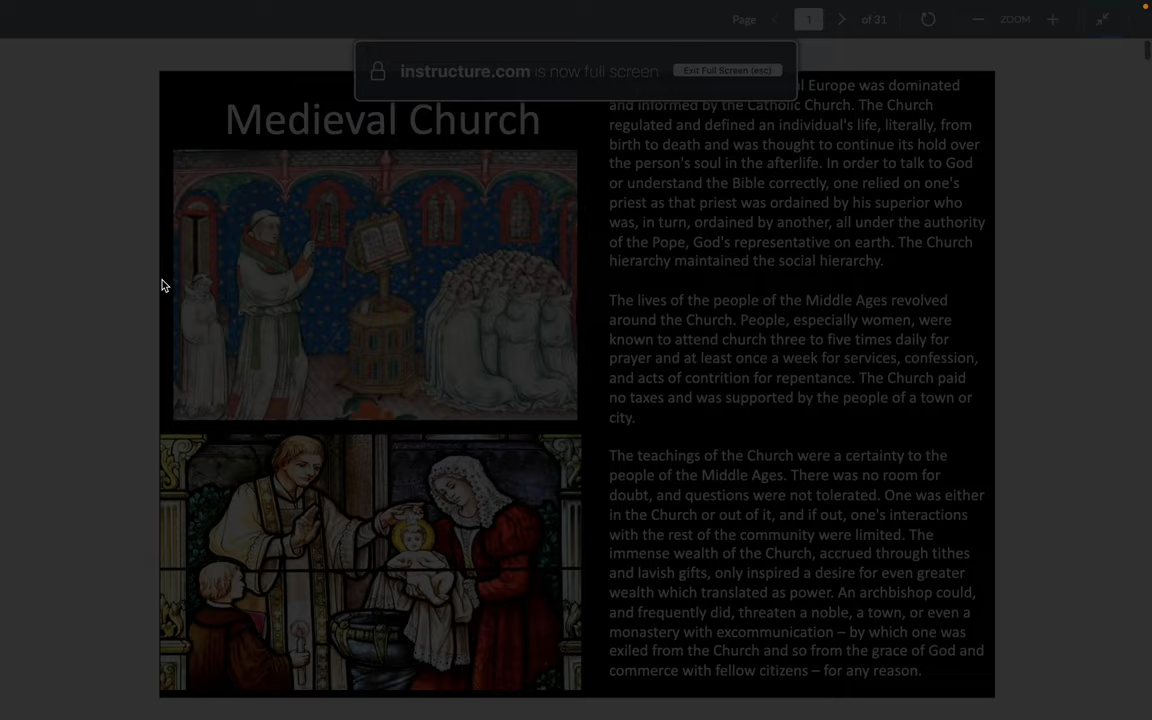 Page
1
of 31
ZOOM
instructure.com is now full screen
Exit Full Screen (esc)
Medieval Church
l Europe was dominated
and informed by the Catholic Church. The Church
regulated and defined an individual's life, literally, from
birth to death and was thought to continue its hold over
the person's soul in the afterlife. In order to talk to God
or understand the Bible correctly, one relied on one's
priest as that priest was ordained by his superior who
was, in turn, ordained by another, all under the authority
of the Pope, God's representative on earth. The Church
hierarchy maintained the social hierarchy.
The lives of the people of the Middle Ages revolved
around the Church. People, especially women, were
known to attend church three to five times daily for
prayer and at least once a week for services, confession,
and acts of contrition for repentance. The Church paid
no taxes and was supported by the people of a town or
city.
The teachings of the Church were a certainty to the
people of the Middle Ages. There was no room for
doubt, and questions were not tolerated. One was either
in the Church or out of it, and if out, one's interactions
with the rest of the community were limited. The
immense wealth of the Church, accrued through tithes
and lavish gifts, only inspired a desire for even greater
wealth which translated as power. An archbishop could,
and frequently did, threaten a noble, a town, or even a
monastery with excommunication – by which one was
exiled from the Church and so from the grace of God and
commerce with fellow citizens – for any reason.